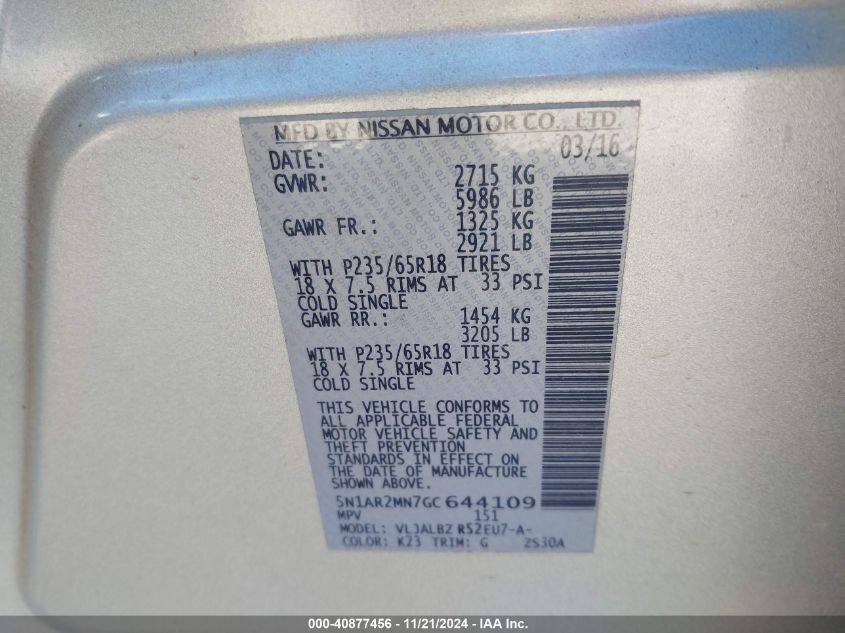 MFD BY NISSAN MOTOR CO., LTD.
DATE: 03/16
GVWR: 2715 KG
5986 LB
GAWR FR.: 1325 KG
2921 LB
WITH P235/65R18 TIRES
18 X 7.5 RIMS AT 33 PSI
COLD SINGLE
GAWR RR.: 1454 KG
3205 LB
WITH P235/65R18 TIRES
18 X 7.5 RIMS AT 33 PSI
COLD SINGLE
THIS VEHICLE CONFORMS TO
ALL APPLICABLE FEDERAL
MOTOR VEHICLE SAFETY AND
THEFT PREVENTION
STANDARDS IN EFFECT ON
THE DATE OF MANUFACTURE
SHOWN ABOVE.
5N1AR2MN7GC644109
MPV 151
MODEL: VLJALBZ R52EU7-A-
COLOR: K23 TRIM: G 2S30A
000-40877456 - 11/21/2024 - IAA Inc.